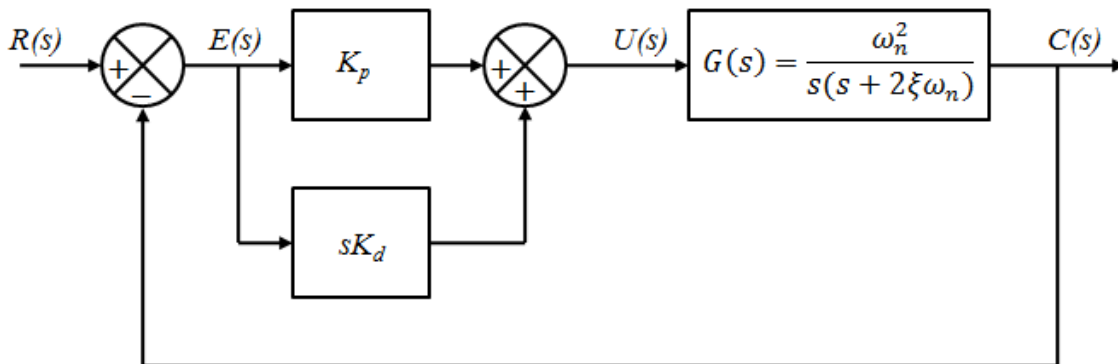 R(s)
+
−
E(s)
K_p
+
+
U(s)
G(s) = ω_n^2 / s(s + 2ξω_n)
C(s)
sK_d